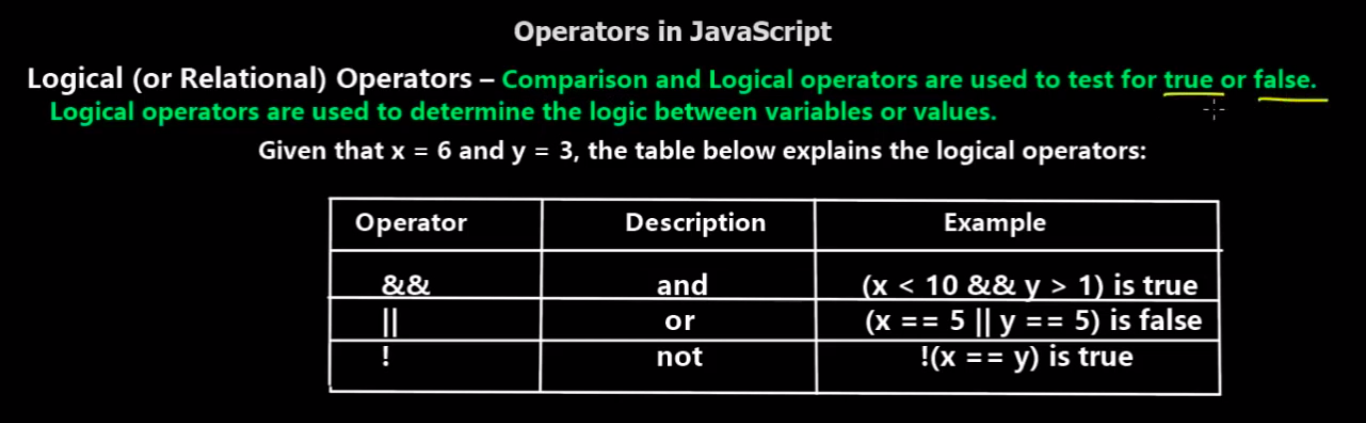 Operators in JavaScript
Logical (or Relational) Operators – Comparison and Logical operators are used to test for true or false.
Logical operators are used to determine the logic between variables or values.
Given that x = 6 and y = 3, the table below explains the logical operators:
Operator Description Example
&& and (x < 10 && y > 1) is true
|| or (x == 5 || y == 5) is false
! not !(x == y) is true